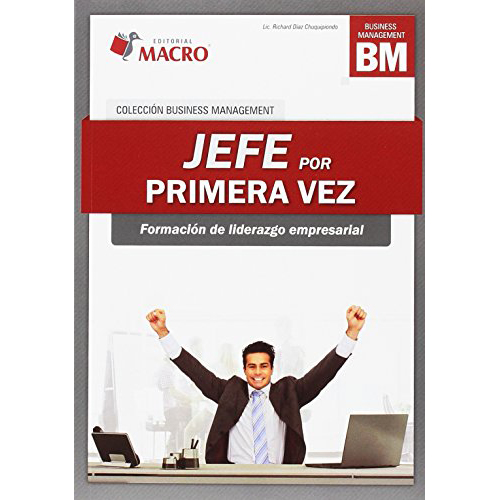 EDITORIAL
MACRO
Lic. Richard Díaz Chuquipiondo
BUSINESS
MANAGEMENT
BM
COLECCIÓN BUSINESS MANAGEMENT
JEFE POR
PRIMERA VEZ
Formación de liderazgo empresarial